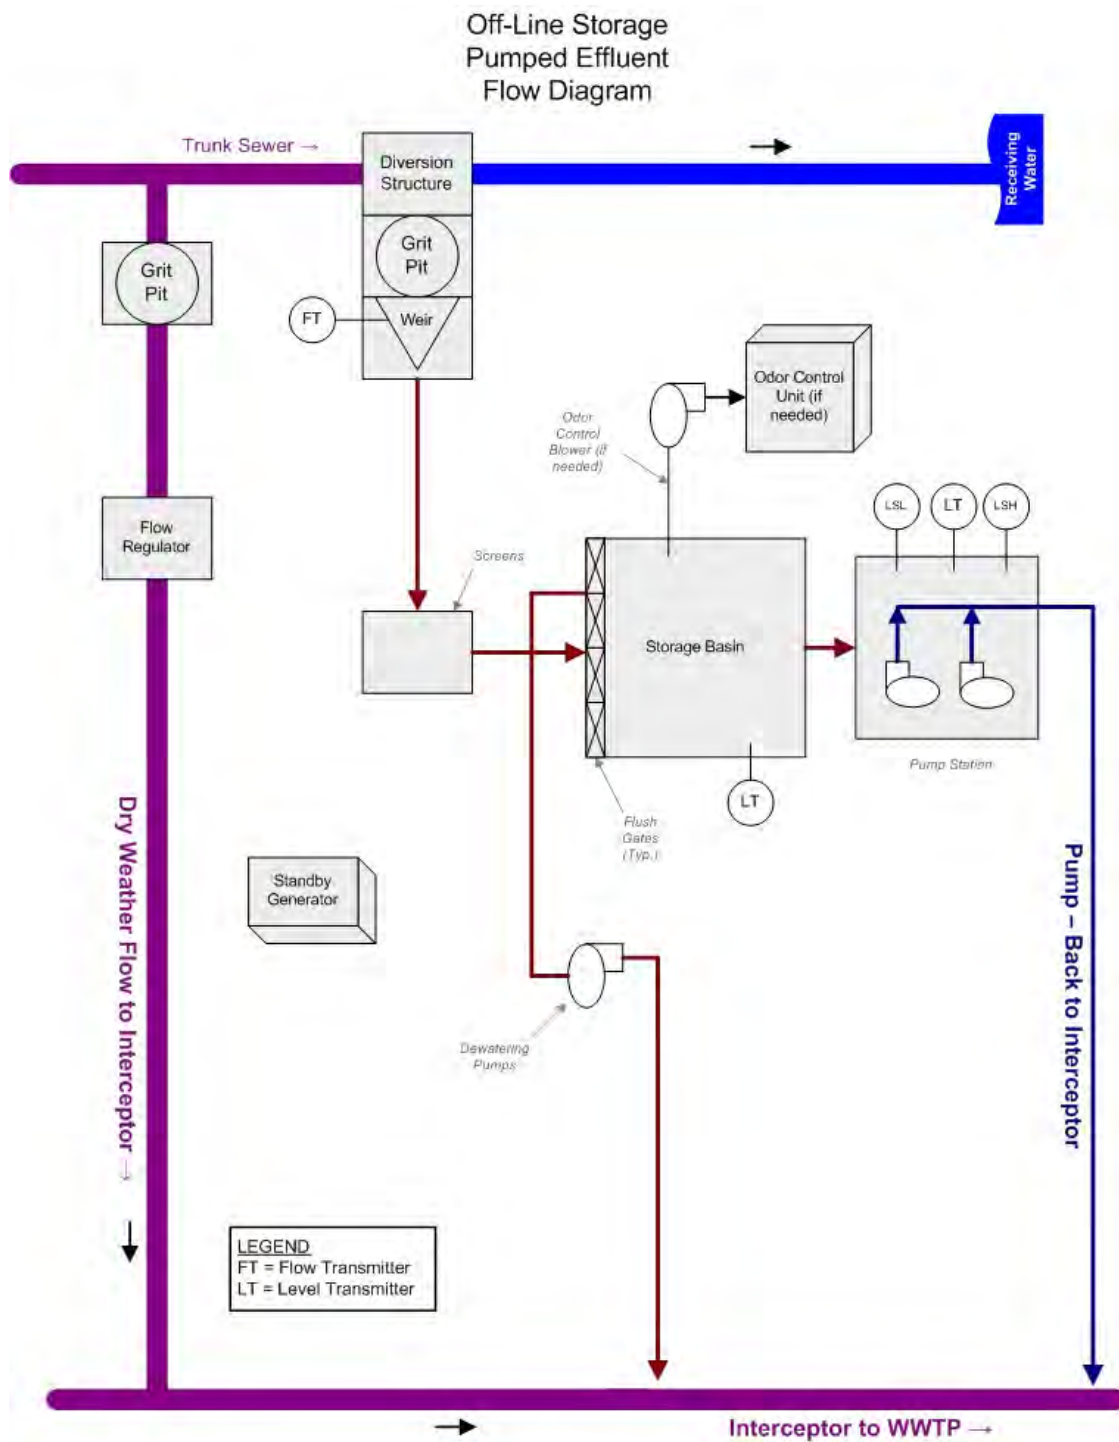 Off-Line Storage
Pumped Effluent
Flow Diagram
Trunk Sewer →
Diversion
Structure
Receiving
Water
Grit
Pit
Grit
Pit
FT
Weir
Odor Control
Unit (if
needed)
Odor
Control
Blower (if
needed)
LSL
LT
LSH
Flow
Regulator
Screens
Storage Basin
Pump Station
LT
Flush
Gates
(Typ.)
Standby
Generator
Dry Weather Flow to Interceptor →
Pump – Back to Interceptor
Dewatering
Pumps
LEGEND
FT = Flow Transmitter
LT = Level Transmitter
Interceptor to WWTP →